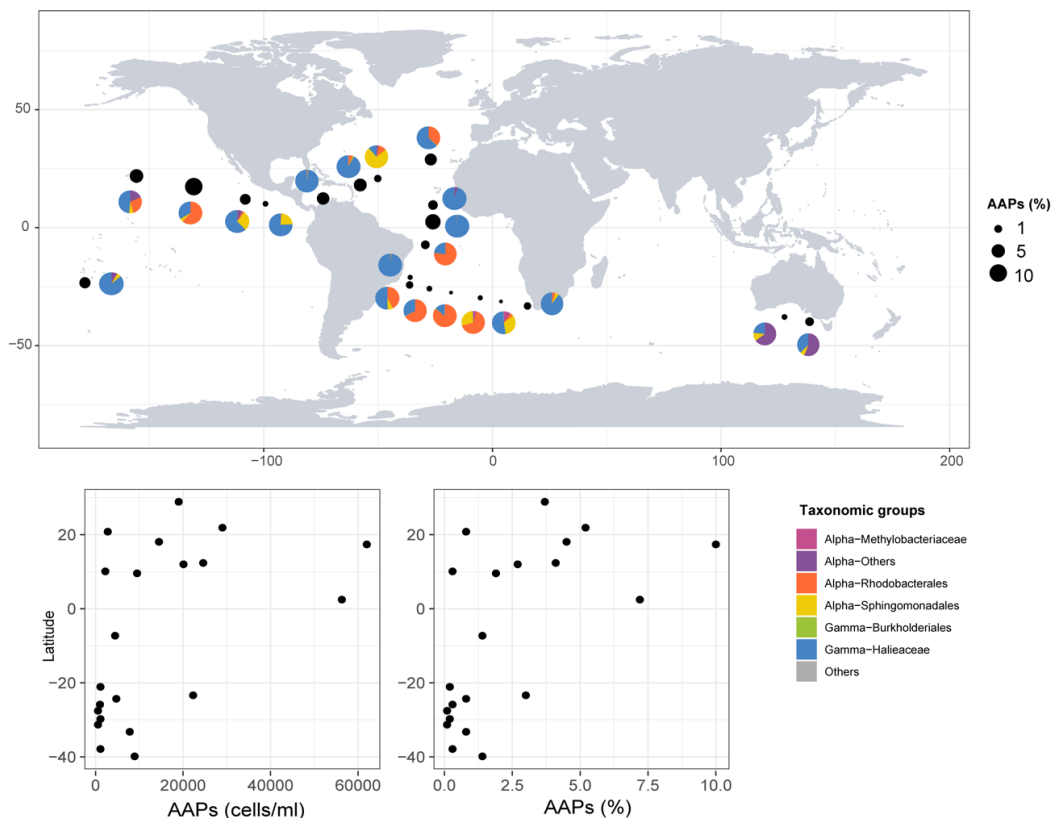 50
0
−50
−100
0
100
200
AAPs (%)
1
5
10
Latitude
20
0
−20
−40
0
20000
40000
60000
AAPs (cells/ml)
20
0
−20
−40
0.0
2.5
5.0
7.5
10.0
AAPs (%)
Taxonomic groups
Alpha−Methylobacteriaceae
Alpha−Others
Alpha−Rhodobacterales
Alpha−Sphingomonadales
Gamma−Burkholderiales
Gamma−Halieaceae
Others